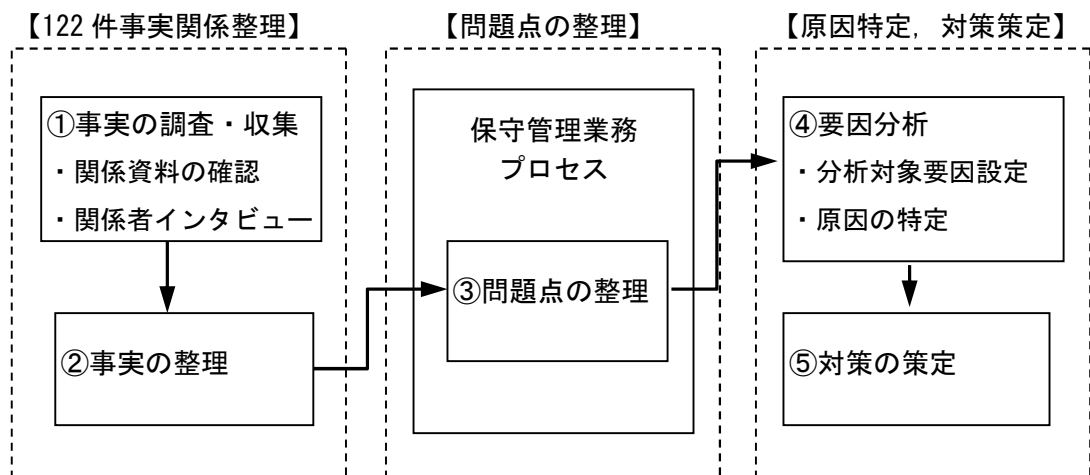 【122 件事実関係整理】
①事実の調査・収集
・関係資料の確認
・関係者インタビュー
②事実の整理
【問題点の整理】
保守管理業務
プロセス
③問題点の整理
【原因特定，対策策定】
④要因分析
・分析対象要因設定
・原因の特定
⑤対策の策定